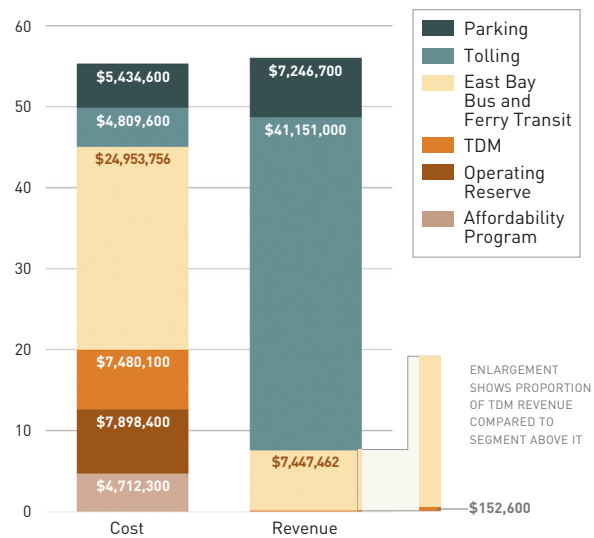 60
50
40
30
20
10
0
$5,434,600
$4,809,600
$24,953,756
$7,480,100
$7,898,400
$4,712,300
Cost
$7,246,700
$41,151,000
$7,447,462
Revenue
Parking
Tolling
East Bay
Bus and
Ferry Transit
TDM
Operating
Reserve
Affordability
Program
ENLARGEMENT
SHOWS PROPORTION
OF TDM REVENUE
COMPARED TO
SEGMENT ABOVE IT
$152,600